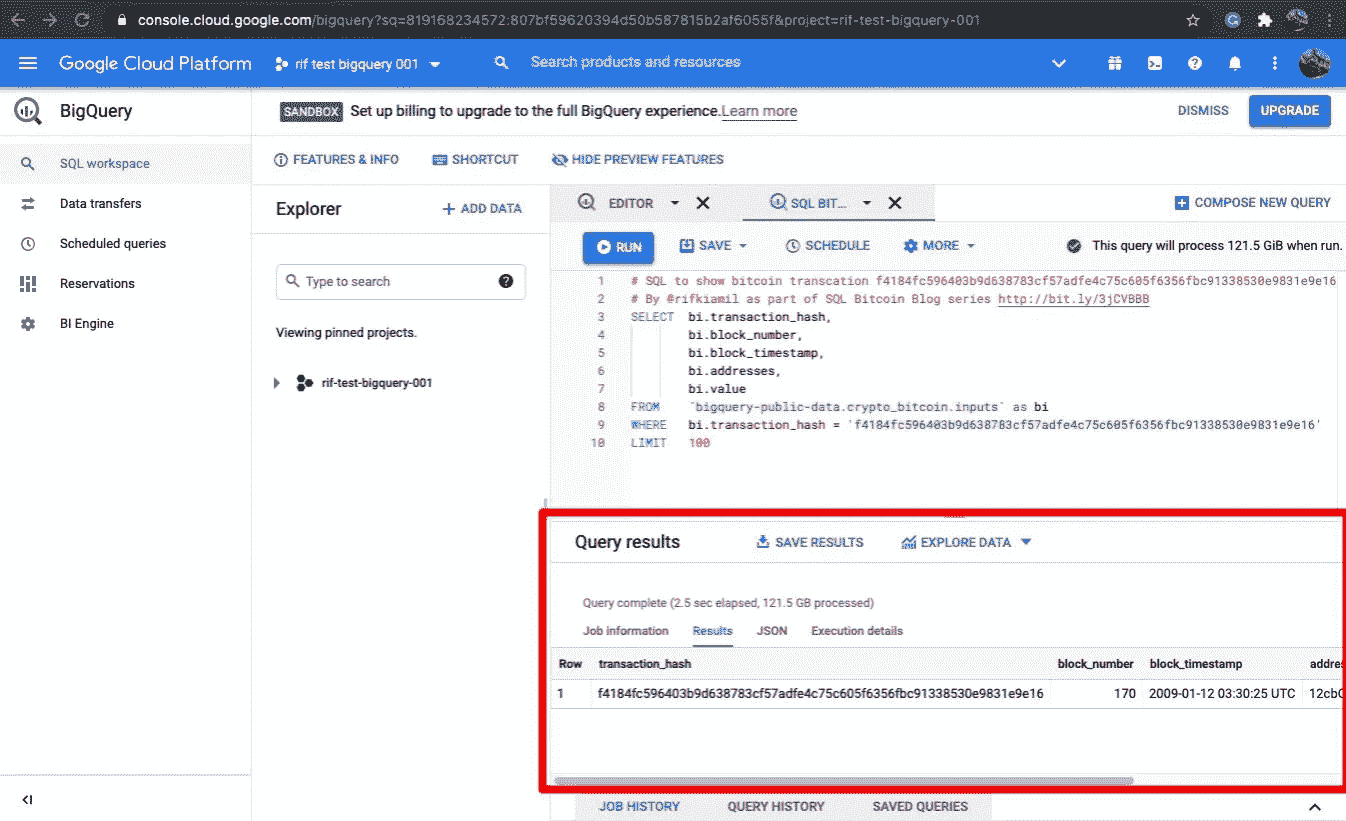 console.cloud.google.com/bigquery?sq=819168234572:807bf59620394d50b587815b2af6055f&project=rif-test-bigquery-001
Google Cloud Platform rif test bigquery 001 Search products and resources
BigQuery SANDBOX Set up billing to upgrade to the full BigQuery experience. Learn more DISMISS UPGRADE
SQL workspace
Data transfers
Scheduled queries
Reservations
BI Engine
FEATURES & INFO SHORTCUT HIDE PREVIEW FEATURES
Explorer + ADD DATA
Type to search
Viewing pinned projects.
rif-test-bigquery-001
EDITOR SQL BIT... COMPOSE NEW QUERY
RUN SAVE SCHEDULE MORE This query will process 121.5 GiB when run.
1 # SQL to show bitcoin transcation f4184fc596403b9d638783cf57adfe4c75c605f6356fbc91338530e9831e9e16
2 # By @rifkiamil as part of SQL Bitcoin Blog series http://bit.ly/3jCVBBB
3 SELECT bi.transaction_hash,
4 bi.block_number,
5 bi.block_timestamp,
6 bi.addresses,
7 bi.value
8 FROM `bigquery-public-data.crypto_bitcoin.inputs` as bi
9 WHERE bi.transaction_hash = 'f4184fc596403b9d638783cf57adfe4c75c605f6356fbc91338530e9831e9e16'
10 LIMIT 100
Query results SAVE RESULTS EXPLORE DATA
Query complete (2.5 sec elapsed, 121.5 GB processed)
Job information Results JSON Execution details
Row transaction_hash block_number block_timestamp addres
1 f4184fc596403b9d638783cf57adfe4c75c605f6356fbc91338530e9831e9e16 170 2009-01-12 03:30:25 UTC 12cbC
JOB HISTORY QUERY HISTORY SAVED QUERIES